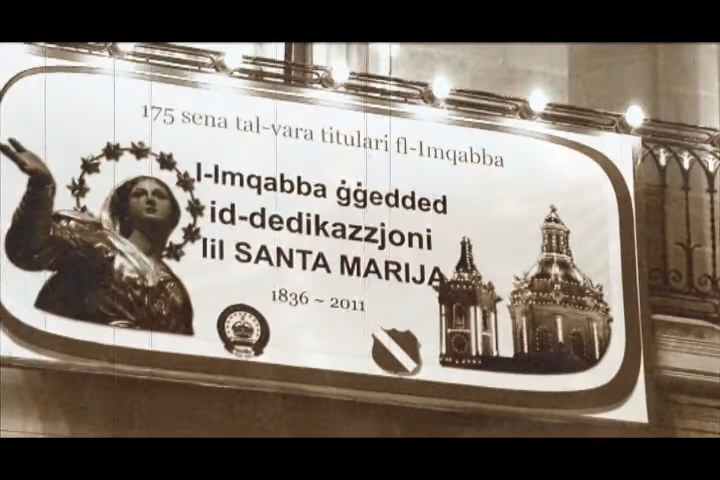 175 sena tal-vara titulari fl-Imqabba
l-Imqabba ġġedded
id-dedikazzjoni
lil SANTA MARIJA
1836 ~ 2011